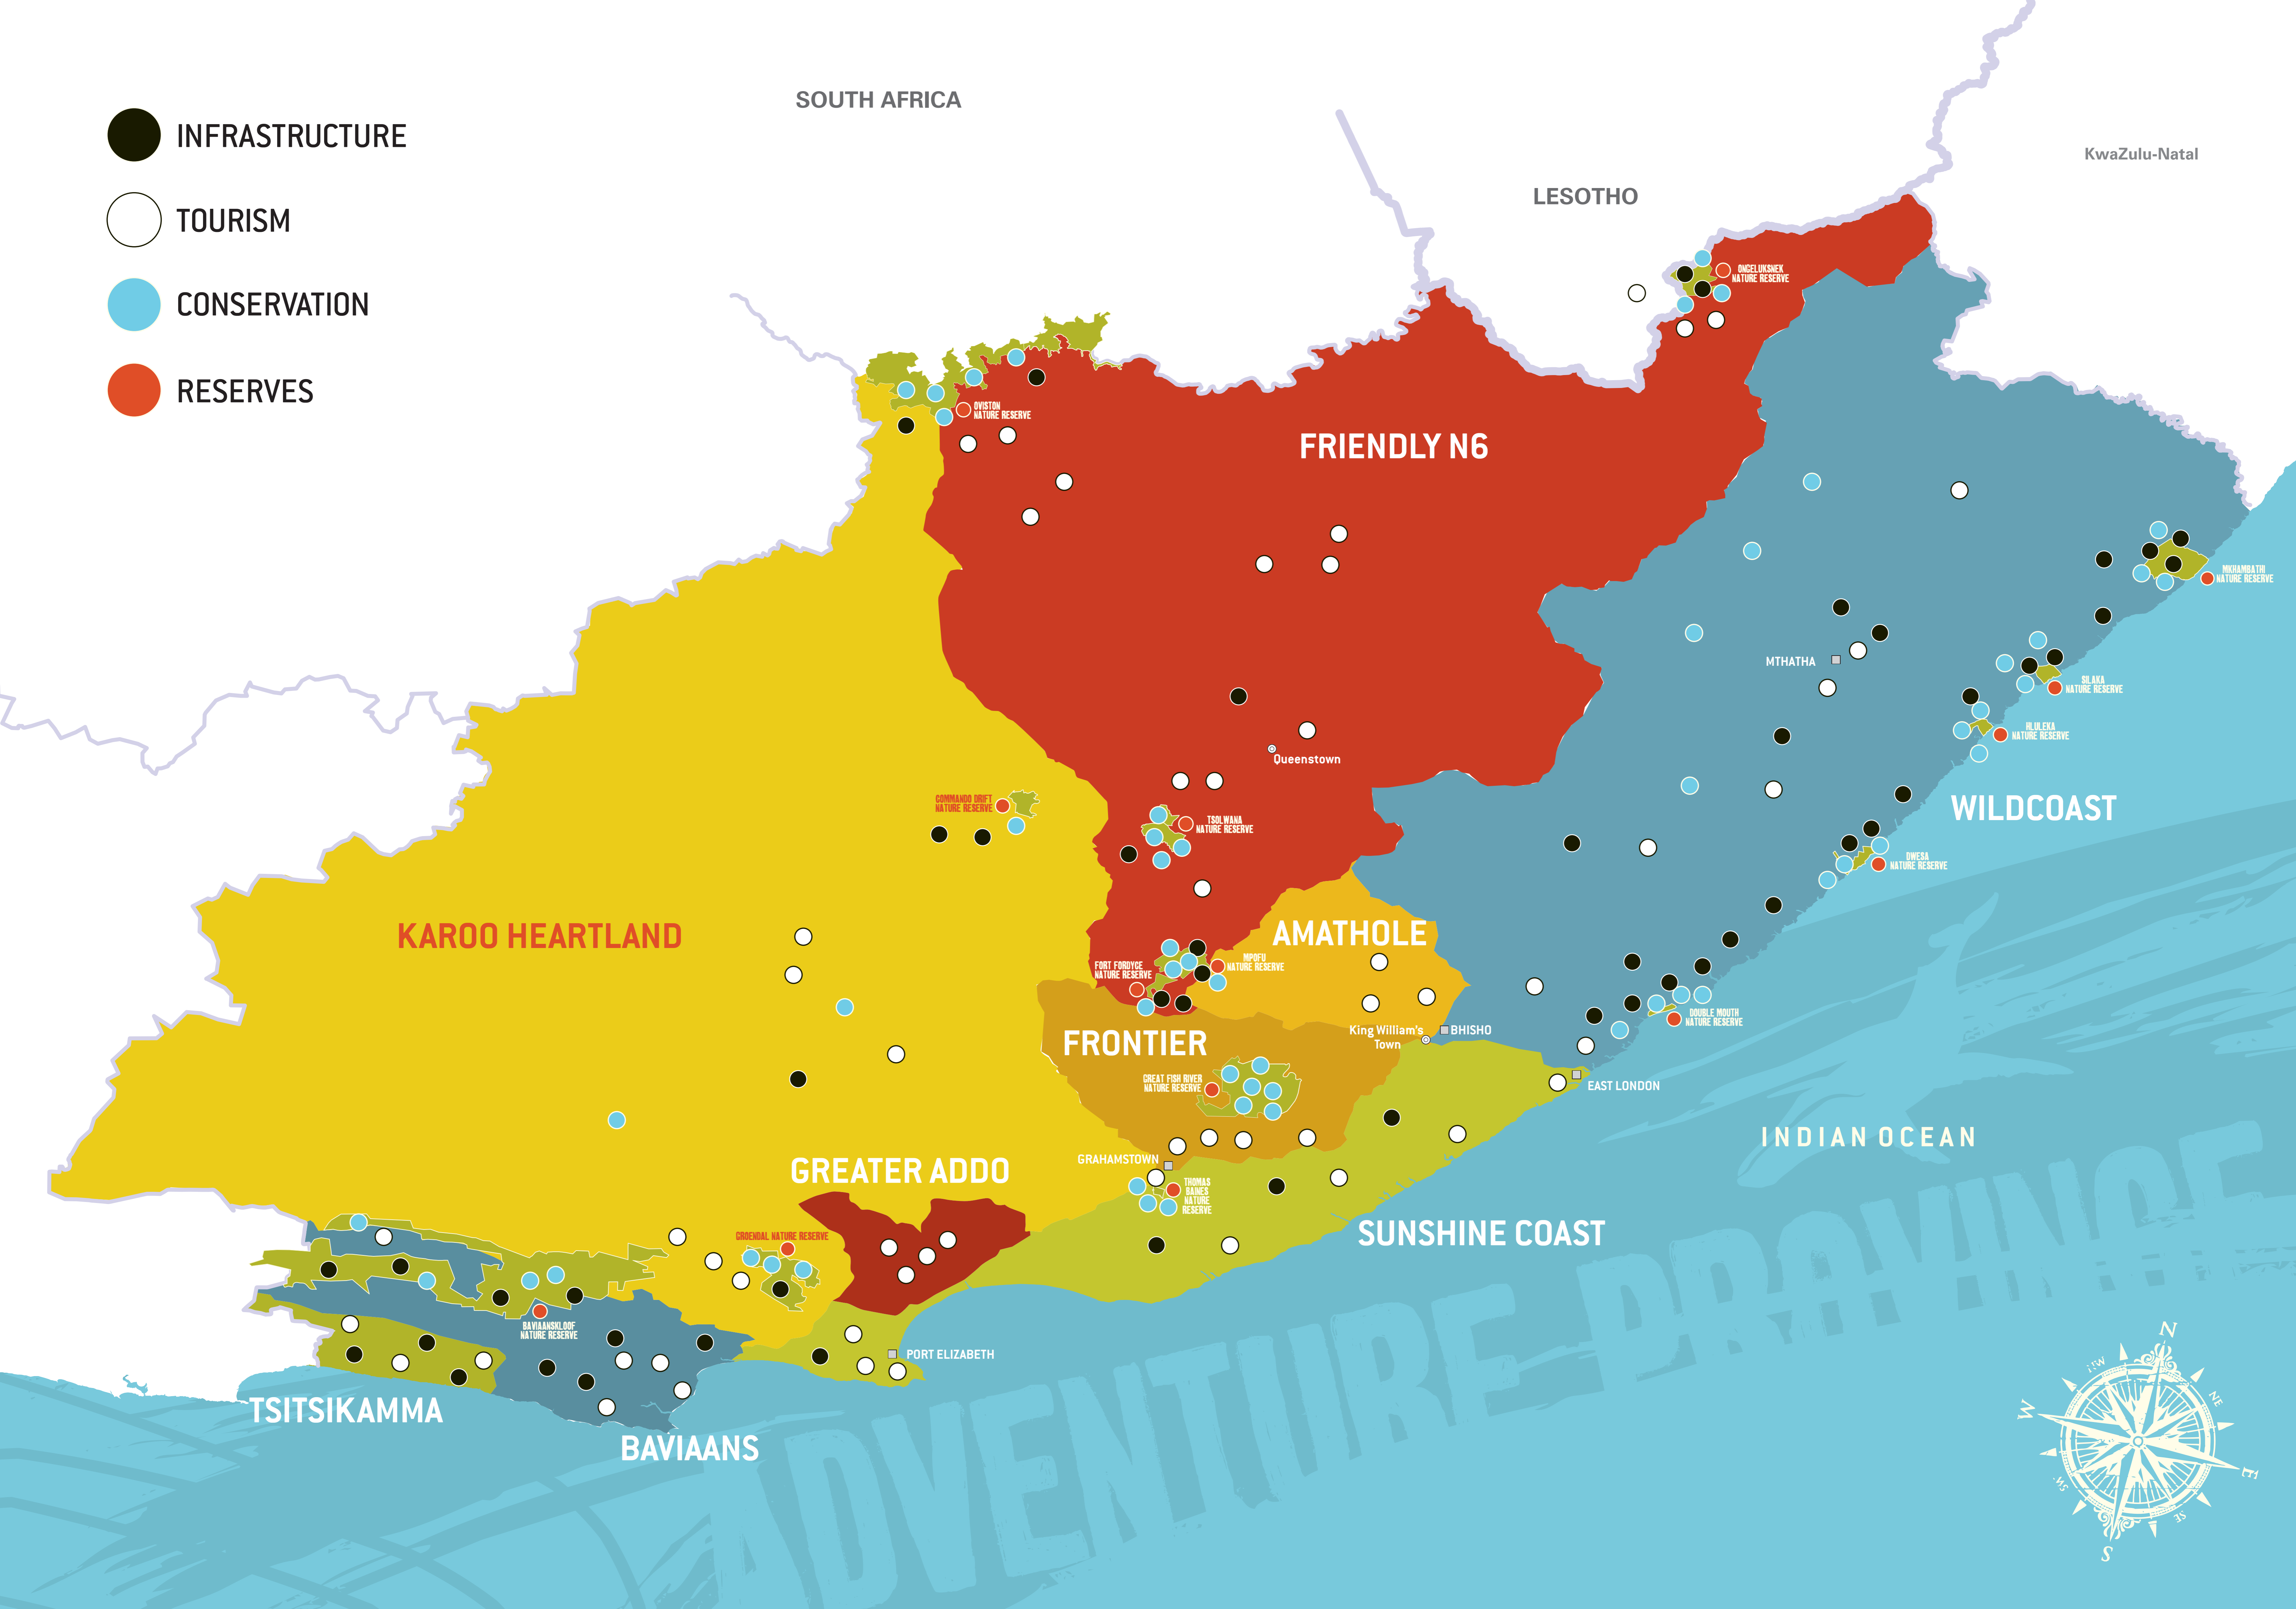 SOUTH AFRICA
INFRASTRUCTURE
KwaZulu-Natal
LESOTHO
TOURISM
CONSERVATION
ONGELUKSNEK
NATURE RESERVE
RESERVES
OVISTON
NATURE RESERVE
FRIENDLY N6
MKHAMBATHI
NATURE RESERVE
MTHATHA
SILAKA
NATURE RESERVE
HLULEKA
NATURE RESERVE
Queenstown
COMMANDO DRIFT
NATURE RESERVE
WILDCOAST
TSOLWANA
NATURE RESERVE
DWESA
NATURE RESERVE
KAROO HEARTLAND
AMATHOLE
MPOFU
NATURE RESERVE
FORT FORDYCE
NATURE RESERVE
DOUBLE MOUTH
NATURE RESERVE
FRONTIER
King William's
Town
BHISHO
GREAT FISH RIVER
NATURE RESERVE
EAST LONDON
INDIAN OCEAN
GRAHAMSTOWN
GREATER ADDO
THOMAS
BAINES
NATURE
RESERVE
SUNSHINE COAST
GROENDAL NATURE RESERVE
BAVIAANSKLOOF
NATURE RESERVE
PORT ELIZABETH
TSITSIKAMMA
BAVIAANS
ADVENTURE PROVINCE
N
NW
NE
W
E
SW
SE
S